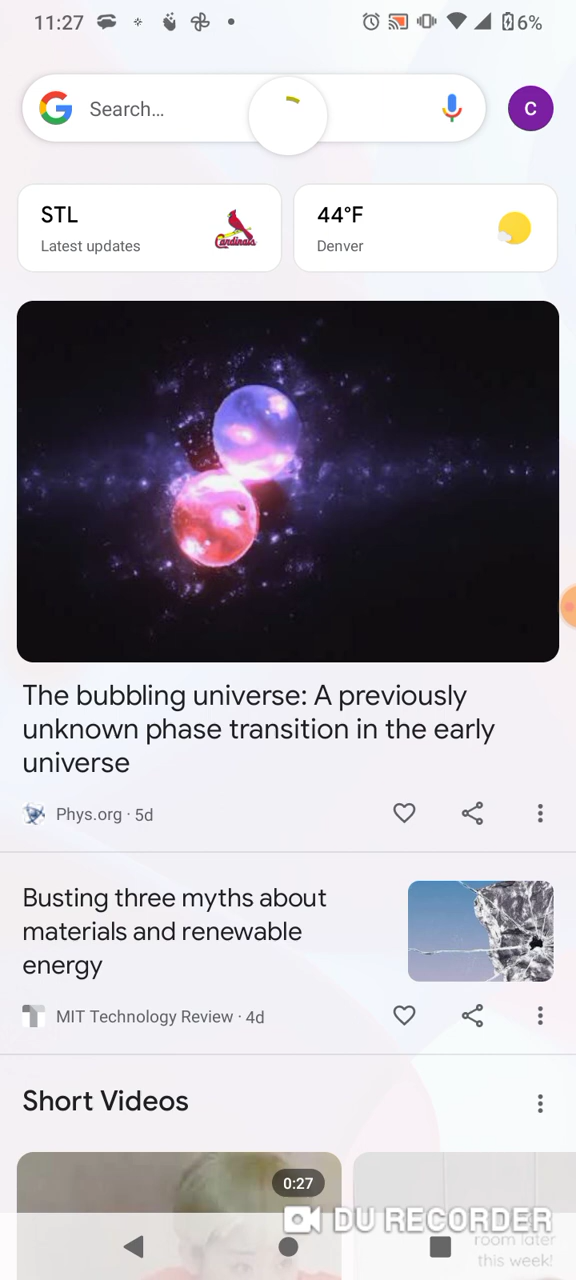 11:27
6%
Search...
C
STL
Latest updates
Cardinals
44°F
Denver
The bubbling universe: A previously
unknown phase transition in the early
universe
Phys.org · 5d
Busting three myths about
materials and renewable
energy
MIT Technology Review · 4d
Short Videos
0:27
DU RECORDER
room later
this week!